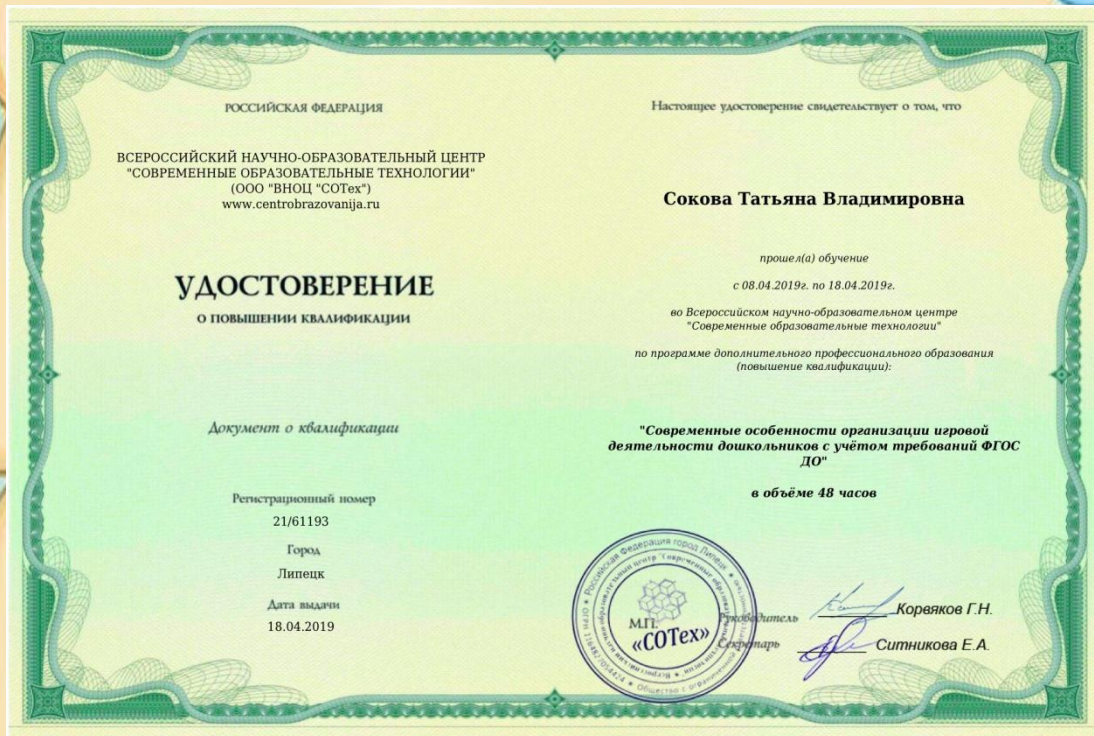 РОССИЙСКАЯ ФЕДЕРАЦИЯ
ВСЕРОССИЙСКИЙ НАУЧНО-ОБРАЗОВАТЕЛЬНЫЙ ЦЕНТР
"СОВРЕМЕННЫЕ ОБРАЗОВАТЕЛЬНЫЕ ТЕХНОЛОГИИ"
(ООО "ВНОЦ "СОТех")
www.centrobrazovanija.ru
УДОСТОВЕРЕНИЕ
О ПОВЫШЕНИИ КВАЛИФИКАЦИИ
Документ о квалификации
Регистрационный номер
21/61193
Город
Липецк
Дата выдачи
18.04.2019
Настоящее удостоверение свидетельствует о том, что
Сокова Татьяна Владимировна
прошел(а) обучение
с 08.04.2019г. по 18.04.2019г.
во Всероссийском научно-образовательном центре
"Современные образовательные технологии"
по программе дополнительного профессионального образования
(повышение квалификации):
"Современные особенности организации игровой
деятельности дошкольников с учётом требований ФГОС
ДО"
в объёме 48 часов
Российская Федерация город Липецк
М.П.
«СОТех»
Руководитель Корвяков Г.Н.
Секретарь Ситникова Е.А.